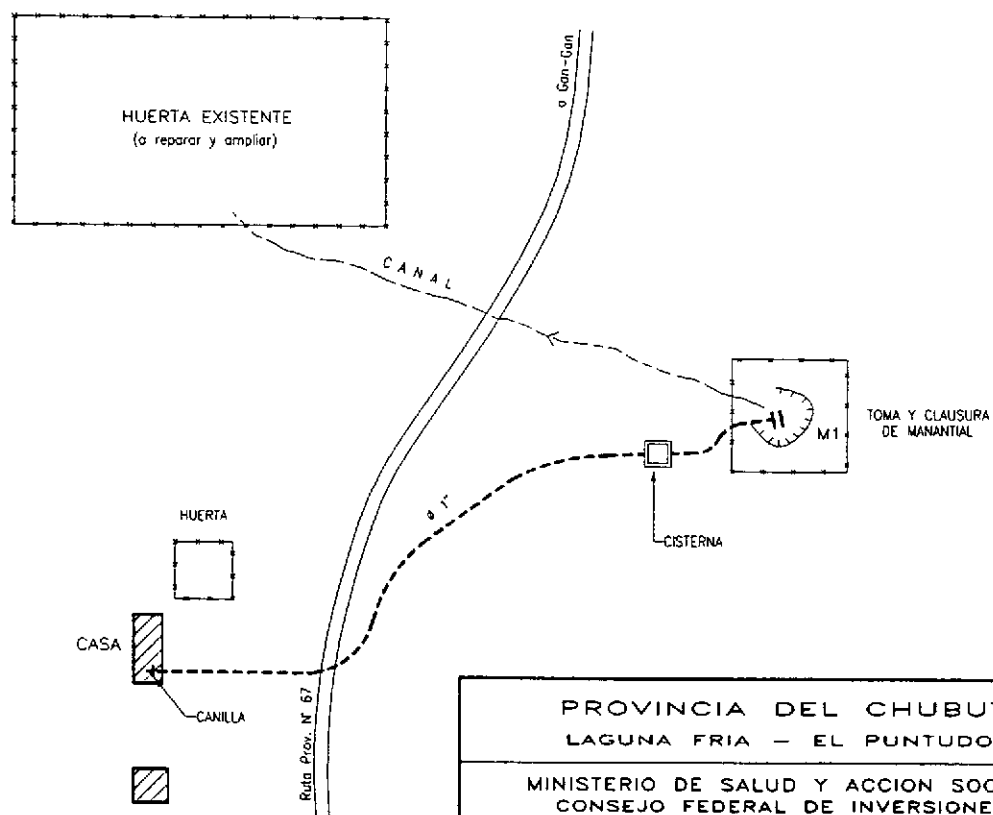 HUERTA EXISTENTE
(a reparar y ampliar)
a Gan-Gan
CANAL
M1
TOMA Y CLAUSURA
DE MANANTIAL
ø 1"
CISTERNA
HUERTA
CASA
CANILLA
Ruta Prov. N° 67
PROVINCIA DEL CHUBUT
LAGUNA FRIA — EL PUNTUDO
MINISTERIO DE SALUD Y ACCION SOC
CONSEJO FEDERAL DE INVERSIONE